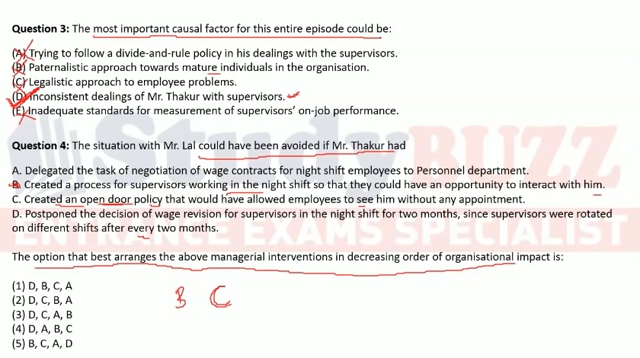 Question 3: The most important causal factor for this entire episode could be:
(A) Trying to follow a divide-and-rule policy in his dealings with the supervisors.
(B) Paternalistic approach towards mature individuals in the organisation.
(C) Legalistic approach to employee problems.
(D) Inconsistent dealings of Mr. Thakur with supervisors.
(E) Inadequate standards for measurement of supervisors' on-job performance.
Question 4: The situation with Mr. Lal could have been avoided if Mr. Thakur had
A. Delegated the task of negotiation of wage contracts for night shift employees to Personnel department.
B. Created a process for supervisors working in the night shift so that they could have an opportunity to interact with him.
C. Created an open door policy that would have allowed employees to see him without any appointment.
D. Postponed the decision of wage revision for supervisors in the night shift for two months, since supervisors were rotated
on different shifts after every two months.
The option that best arranges the above managerial interventions in decreasing order of organisational impact is:
(1) D, B, C, A
(2) D, C, B, A
(3) D, C, A, B
(4) D, A, B, C
(5) B, C, A, D
B C
StudyBUZZ
ENTRANCE EXAMS SPECIALIST